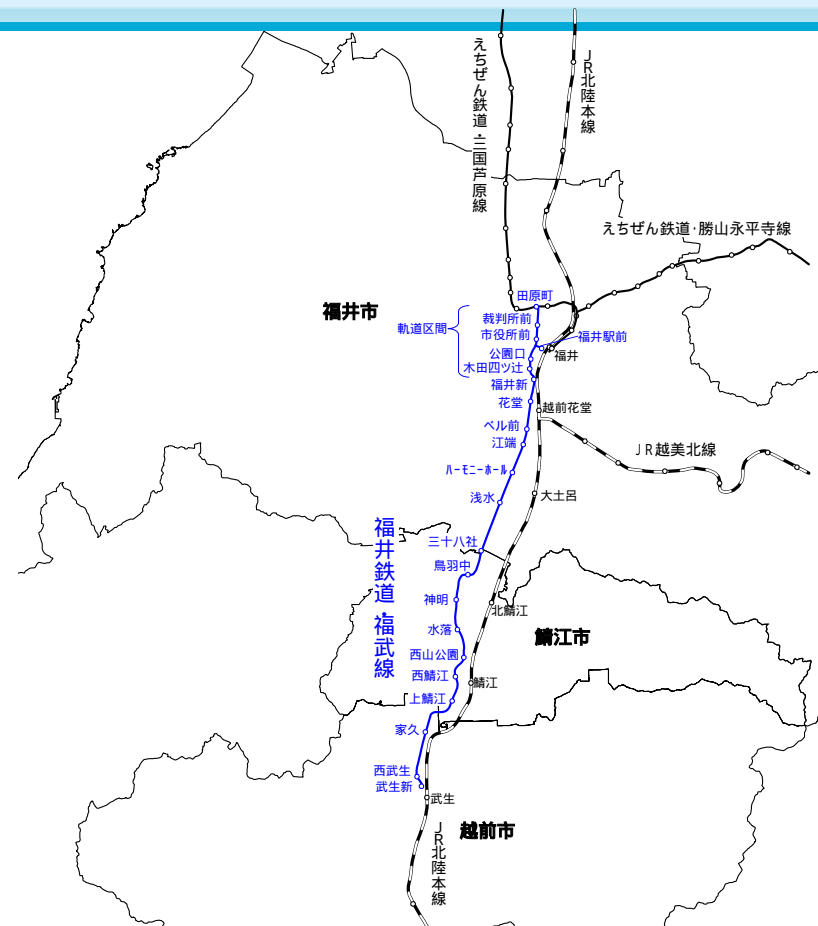 えちぜん鉄道・三国芦原線
ＪＲ北陸本線
えちぜん鉄道・勝山永平寺線
福井市
田原町
軌道区間
裁判所前
市役所前
福井駅前
公園口
福井
木田四ツ辻
福井新
花堂
越前花堂
ベル前
江端
ＪＲ越美北線
ﾊｰﾓﾆｰﾎｰﾙ
浅水
大土呂
福井鉄道・福武線
三十八社
鳥羽中
神明
北鯖江
水落
鯖江市
西山公園
西鯖江
鯖江
上鯖江
家久
西武生
武生新
武生
越前市
ＪＲ北陸本線